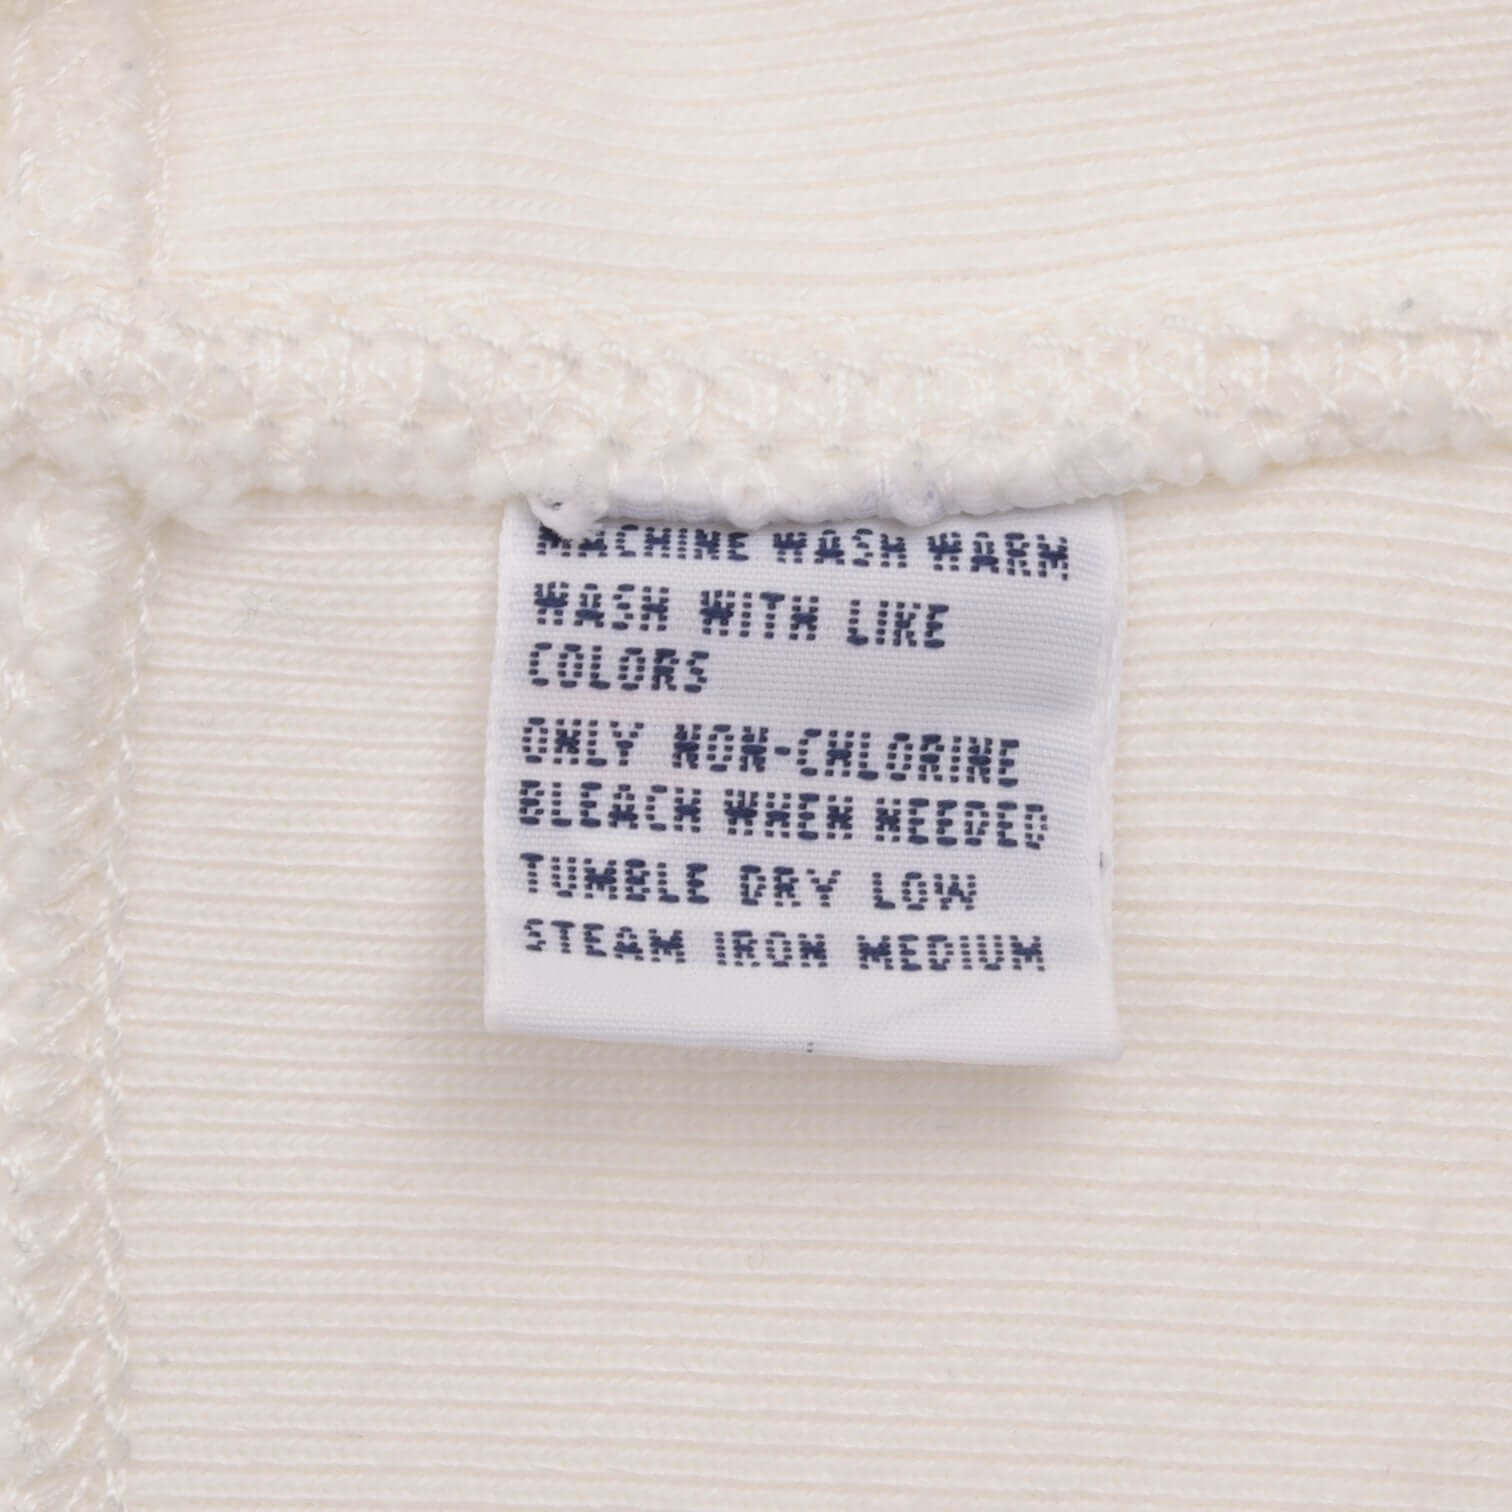 MACHINE WASH WARM
WASH WITH LIKE
COLORS
ONLY NON-CHLORINE
BLEACH WHEN NEEDED
TUMBLE DRY LOW
STEAM IRON MEDIUM